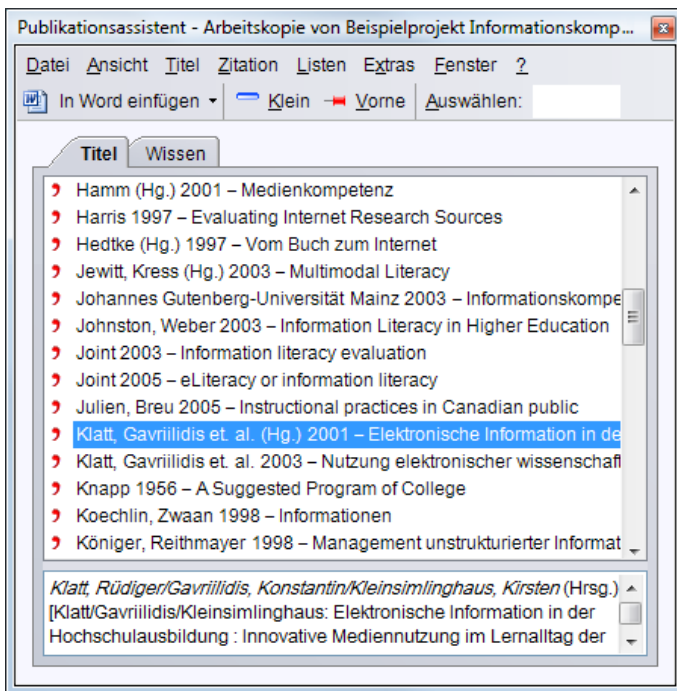 Publikationsassistent - Arbeitskopie von Beispielprojekt Informationskomp...
Datei Ansicht Titel Zitation Listen Extras Fenster ?
In Word einfügen Klein Vorne Auswählen:
Titel Wissen
Hamm (Hg.) 2001 – Medienkompetenz
Harris 1997 – Evaluating Internet Research Sources
Hedtke (Hg.) 1997 – Vom Buch zum Internet
Jewitt, Kress (Hg.) 2003 – Multimodal Literacy
Johannes Gutenberg-Universität Mainz 2003 – Informationskompe
Johnston, Weber 2003 – Information Literacy in Higher Education
Joint 2003 – Information literacy evaluation
Joint 2005 – eLiteracy or information literacy
Julien, Breu 2005 – Instructional practices in Canadian public
Klatt, Gavriilidis et. al. (Hg.) 2001 – Elektronische Information in de
Klatt, Gavriilidis et. al. 2003 – Nutzung elektronischer wissenschaft
Knapp 1956 – A Suggested Program of College
Koechlin, Zwaan 1998 – Informationen
Königer, Reithmayer 1998 – Management unstrukturierter Informat
Klatt, Rüdiger/Gavriilidis, Konstantin/Kleinsimlinghaus, Kirsten (Hrsg.)
[Klatt/Gavriilidis/Kleinsimlinghaus: Elektronische Information in der
Hochschulausbildung : Innovative Mediennutzung im Lernalltag der